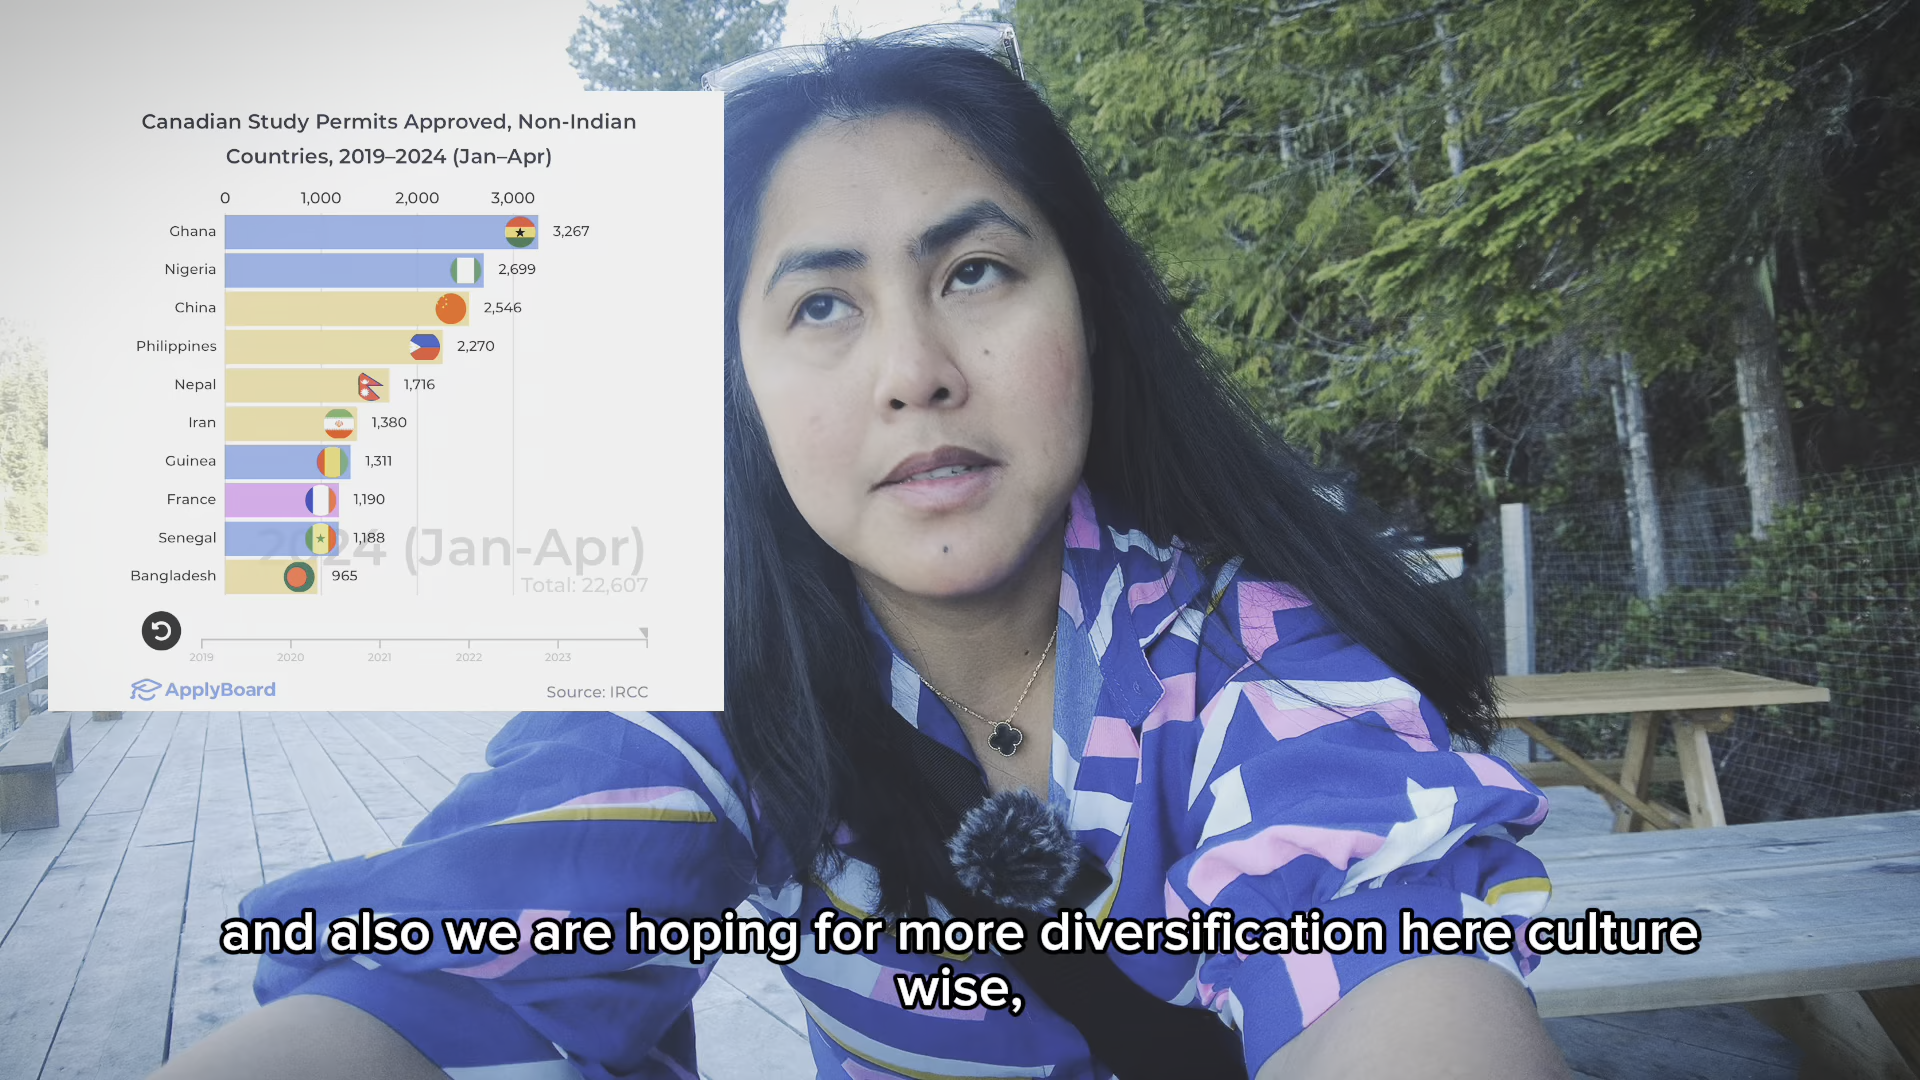 Canadian Study Permits Approved, Non-Indian
Countries, 2019–2024 (Jan–Apr)
0 1,000 2,000 3,000
Ghana 3,267
Nigeria 2,699
China 2,546
Philippines 2,270
Nepal 1,716
Iran 1,380
Guinea 1,311
France 1,190
Senegal 1,188
2024 (Jan-Apr)
Bangladesh 965
Total: 22,607
2019 2020 2021 2022 2023
ApplyBoard
Source: IRCC
and also we are hoping for more diversification here culture
wise,